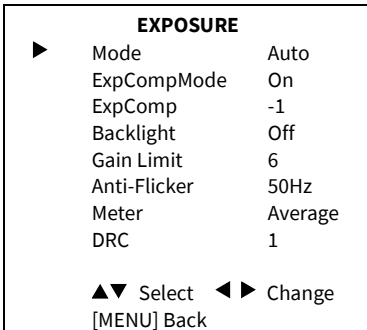 EXPOSURE
▶ Mode Auto
ExpCompMode On
ExpComp -1
Backlight Off
Gain Limit 6
Anti-Flicker 50Hz
Meter Average
DRC 1
▲▼ Select ◀ ▶ Change
[MENU] Back